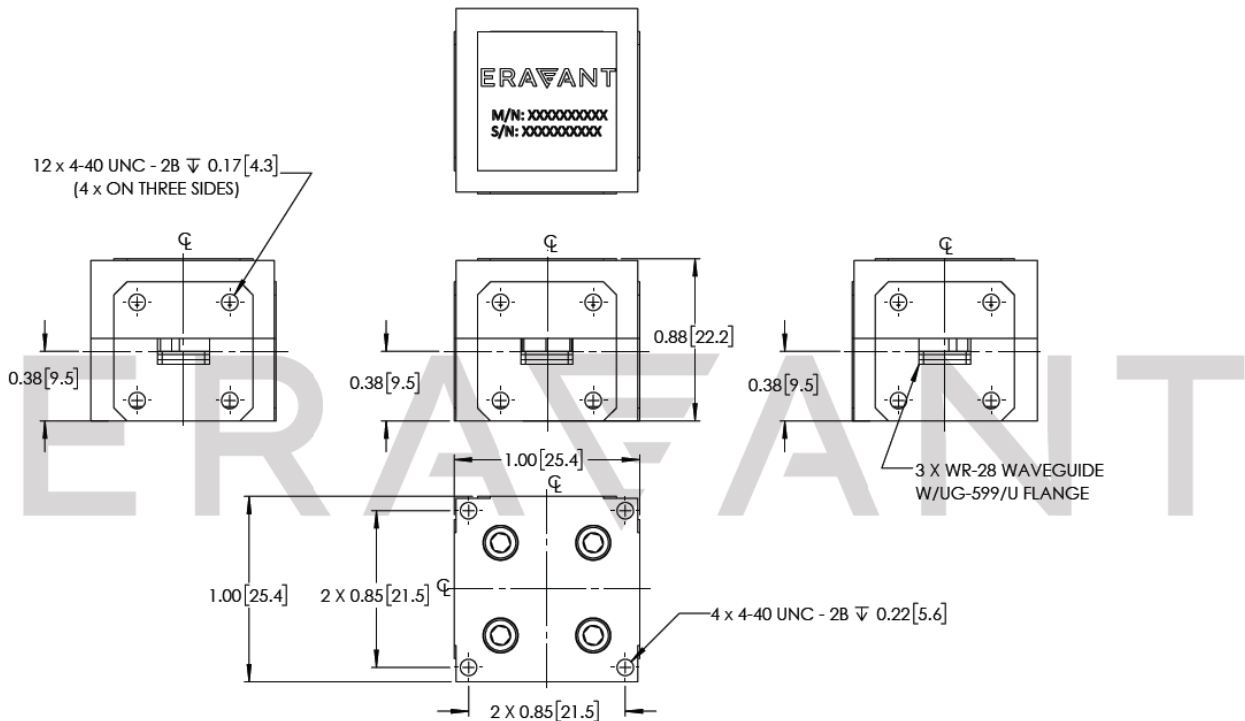 ERAVANT
M/N: XXXXXXXXXX
S/N: XXXXXXXXXX
12 x 4-40 UNC - 2B ↧ 0.17[4.3]
(4 x ON THREE SIDES)
℄
℄
℄
0.38[9.5]
0.38[9.5]
0.88[22.2]
0.38[9.5]
ERAVANT
3 X WR-28 WAVEGUIDE
W/UG-599/U FLANGE
1.00[25.4]
℄
1.00[25.4]
2 X 0.85[21.5]
℄
4 x 4-40 UNC - 2B ↧ 0.22[5.6]
2 X 0.85[21.5]